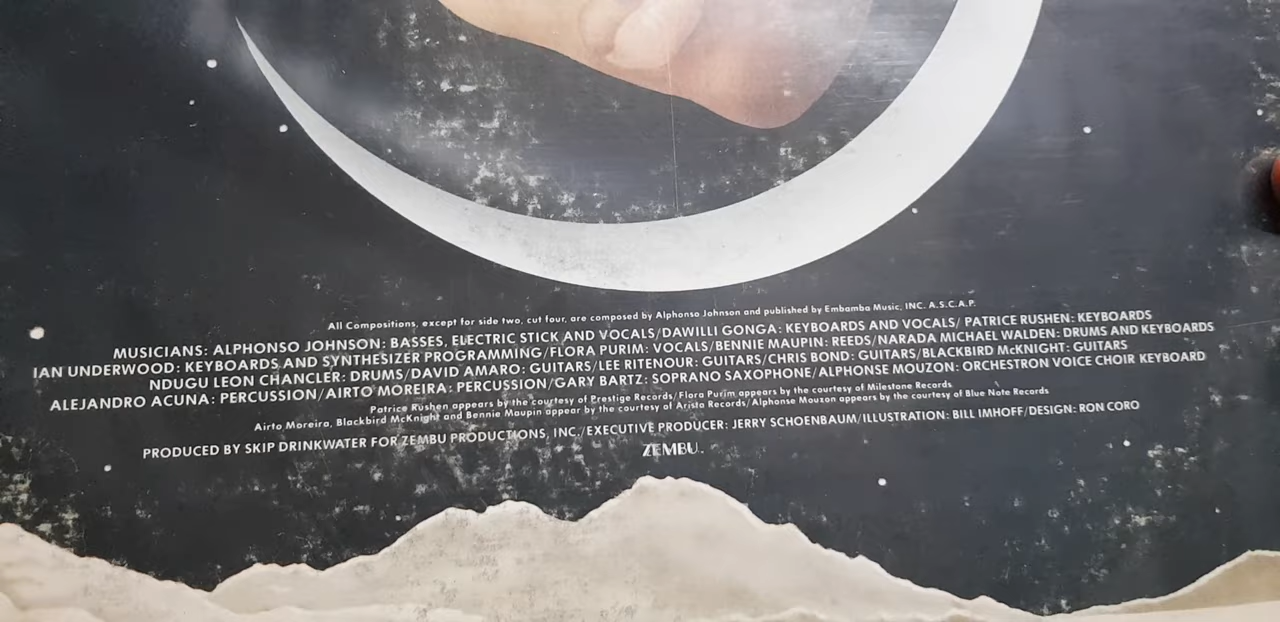 All Compositions, except for side two, cut four, are composed by Alphonso Johnson and published by Embamba Music, INC. A.S.C.A.P.
MUSICIANS: ALPHONSO JOHNSON: BASSES, ELECTRIC STICK AND VOCALS/DAWILLI GONGA: KEYBOARDS AND VOCALS/ PATRICE RUSHEN: KEYBOARDS
IAN UNDERWOOD: KEYBOARDS AND SYNTHESIZER PROGRAMMING/FLORA PURIM: VOCALS/BENNIE MAUPIN: REEDS/NARADA MICHAEL WALDEN: DRUMS AND KEYBOARDS
NDUGU LEON CHANCLER: DRUMS/DAVID AMARO: GUITARS/LEE RITENOUR: GUITARS/CHRIS BOND: GUITARS/BLACKBIRD McKNIGHT: GUITARS
ALEJANDRO ACUNA: PERCUSSION/AIRTO MOREIRA: PERCUSSION/GARY BARTZ: SOPRANO SAXOPHONE/ALPHONSE MOUZON: ORCHESTRON VOICE CHOIR KEYBOARD
Patrice Rushen appears by the courtesy of Prestige Records/Flora Purim appears by the courtesy of Milestone Records
Airto Moreira, Blackbird McKnight and Bennie Maupin appear by the courtesy of Arista Records/Alphonse Mouzon appears by the courtesy of Blue Note Records
PRODUCED BY SKIP DRINKWATER FOR ZEMBU PRODUCTIONS, INC./EXECUTIVE PRODUCER: JERRY SCHOENBAUM/ILLUSTRATION: BILL IMHOFF/DESIGN: RON CORO
ZEMBU.